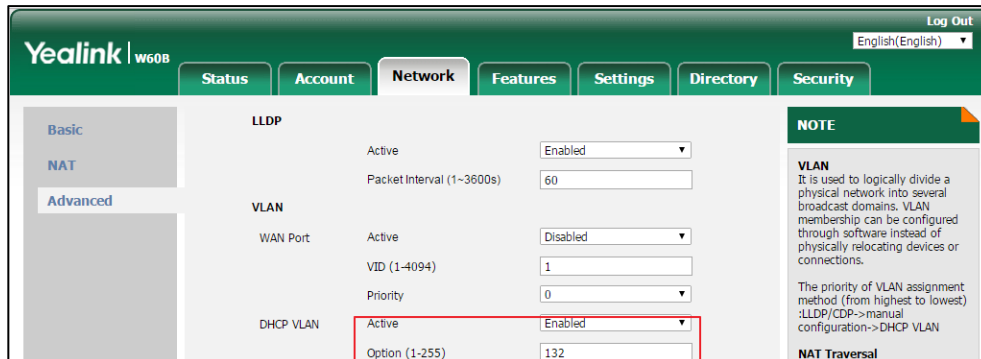 Log Out
Yealink W60B
English(English)
Status Account Network Features Settings Directory Security
Basic
NAT
Advanced
LLDP
Active Enabled
Packet Interval (1~3600s) 60
VLAN
WAN Port Active Disabled
VID (1-4094) 1
Priority 0
DHCP VLAN Active Enabled
Option (1-255) 132
NOTE
VLAN
It is used to logically divide a
physical network into several
broadcast domains. VLAN
membership can be configured
through software instead of
physically relocating devices or
connections.
The priority of VLAN assignment
method (from highest to lowest)
:LLDP/CDP->manual
configuration->DHCP VLAN
NAT Traversal